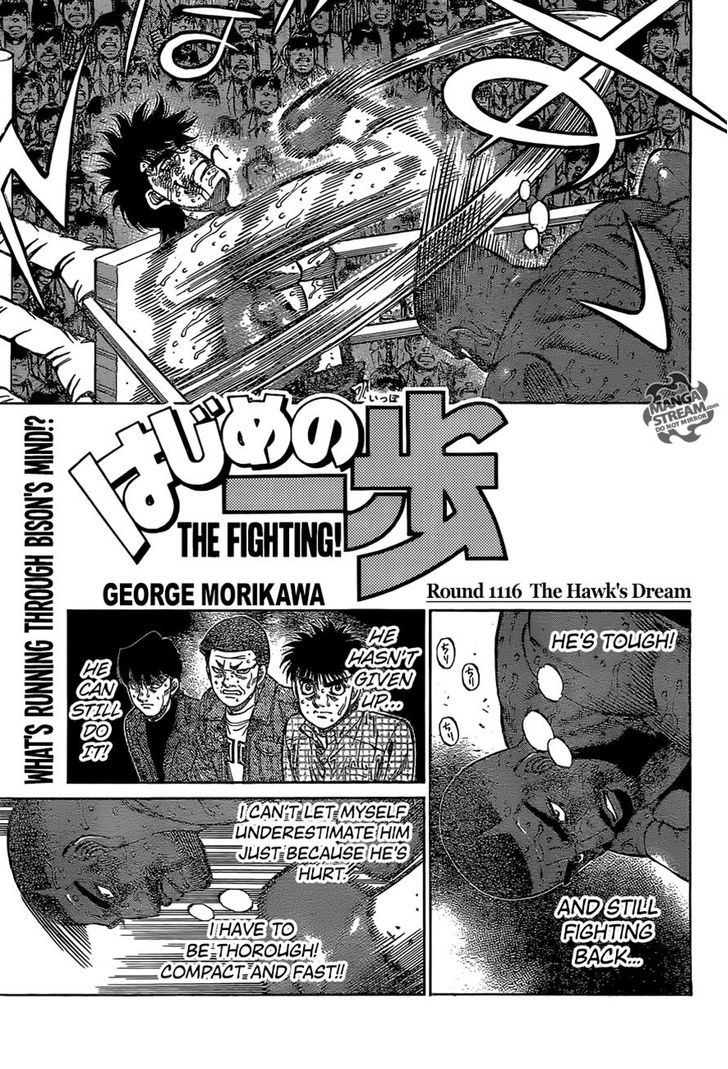 MANGA
STREAM.com
DO NOT MIRROR
WHAT'S RUNNING THROUGH BISON'S MIND!?
いっぽ
はじめの一歩
THE FIGHTING!
GEORGE MORIKAWA
Round 1116 The Hawk's Dream
HE'S TOUGH!
AND STILL
FIGHTING
BACK...
HE
HASN'T
GIVEN
UP...
HE
CAN
STILL
DO
IT!
I CAN'T LET MYSELF
UNDERESTIMATE HIM
JUST BECAUSE HE'S
HURT.
I HAVE TO
BE THOROUGH!
COMPACT AND FAST!!